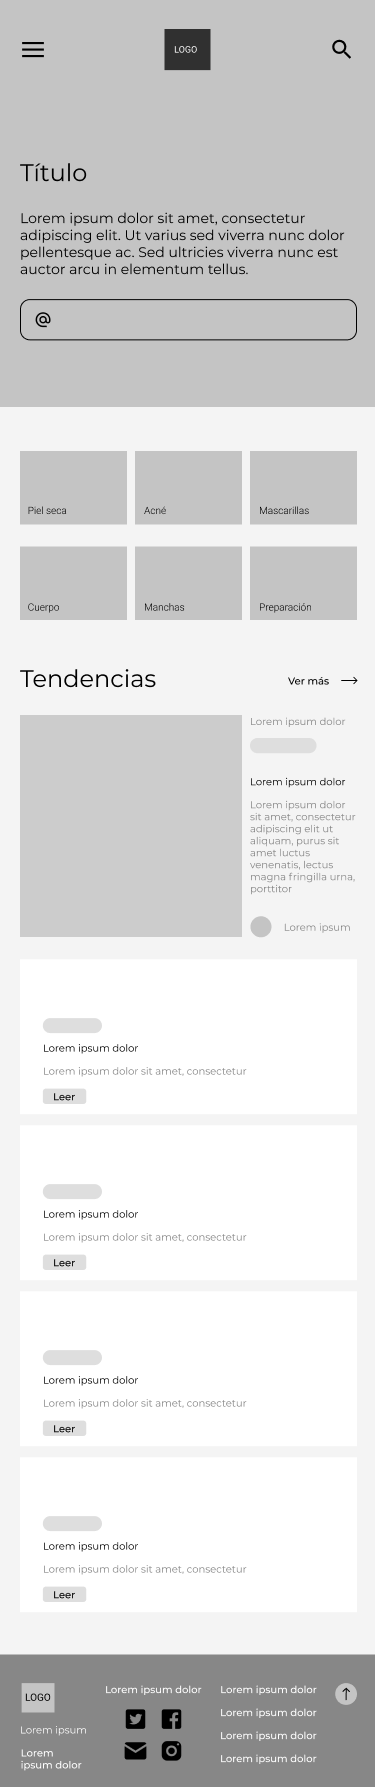 LOGO
Título
Lorem ipsum dolor sit amet, consectetur
adipiscing elit. Ut varius sed viverra nunc dolor
pellentesque ac. Sed ultricies viverra nunc est
auctor arcu in elementum tellus.
@
Piel seca
Acné
Mascarillas
Cuerpo
Manchas
Preparación
Tendencias
Ver más
Lorem ipsum dolor
Lorem ipsum dolor
Lorem ipsum dolor
sit amet, consectetur
adipiscing elit ut
aliquam, purus sit
amet luctus
venenatis, lectus
magna fringilla urna,
porttitor
Lorem ipsum
Lorem ipsum dolor
Lorem ipsum dolor sit amet, consectetur
Leer
Lorem ipsum dolor
Lorem ipsum dolor sit amet, consectetur
Leer
Lorem ipsum dolor
Lorem ipsum dolor sit amet, consectetur
Leer
Lorem ipsum dolor
Lorem ipsum dolor sit amet, consectetur
Leer
LOGO
Lorem ipsum
Lorem
ipsum dolor
Lorem ipsum dolor
Lorem ipsum dolor
Lorem ipsum dolor
Lorem ipsum dolor
Lorem ipsum dolor